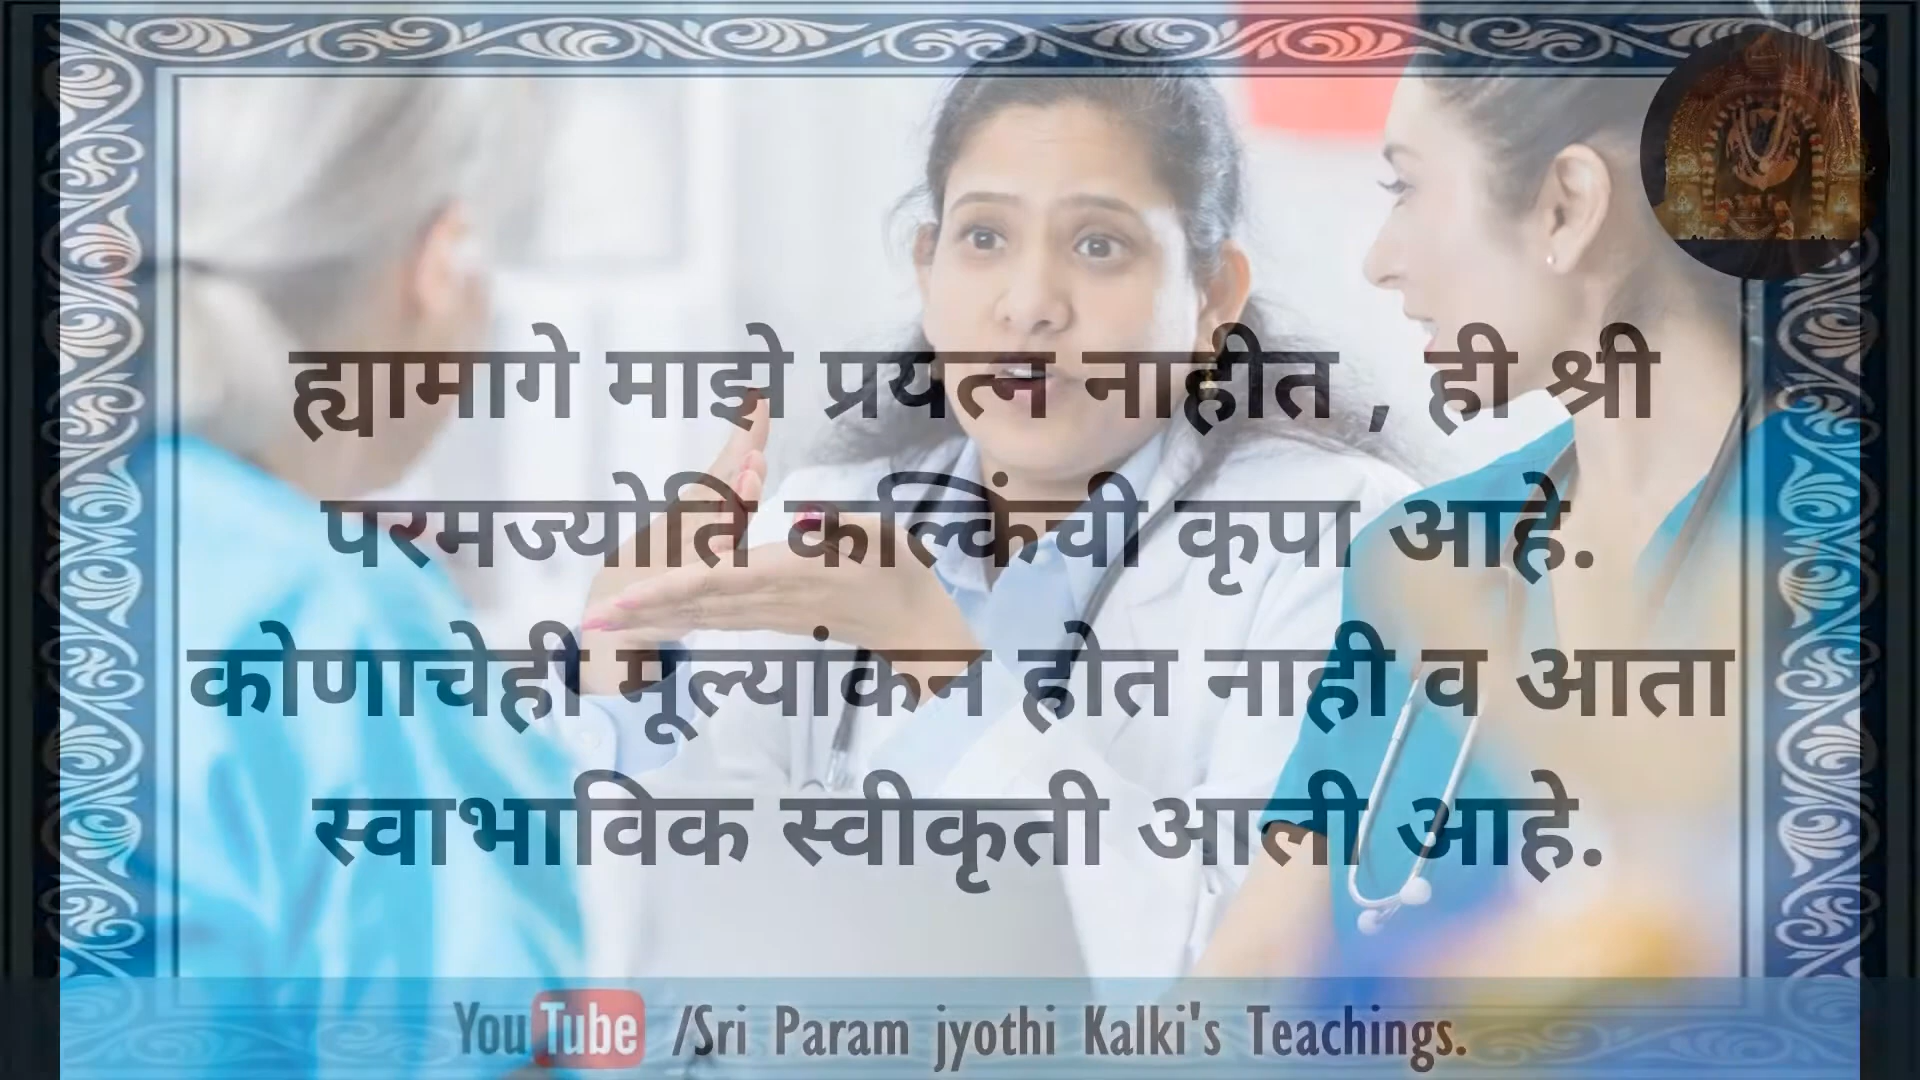 ह्यामागे माझे प्रयत्न नाहीत , ही श्री
परमज्योति कल्किंची कृपा आहे.
कोणाचेही मूल्यांकन होत नाही व आता
स्वाभाविक स्वीकृती आली आहे.
YouTube /Sri Param jyothi Kalki's Teachings.